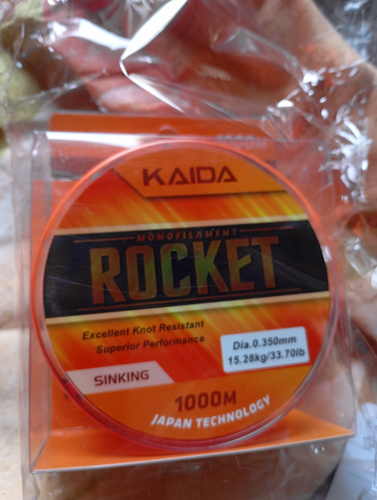 KAIDA
MONOFILAMENT
ROCKET
Excellent Knot Resistant
Superior Performance
Dia.0.350mm
15.28kg/33.70lb
SINKING
1000M
JAPAN TECHNOLOGY